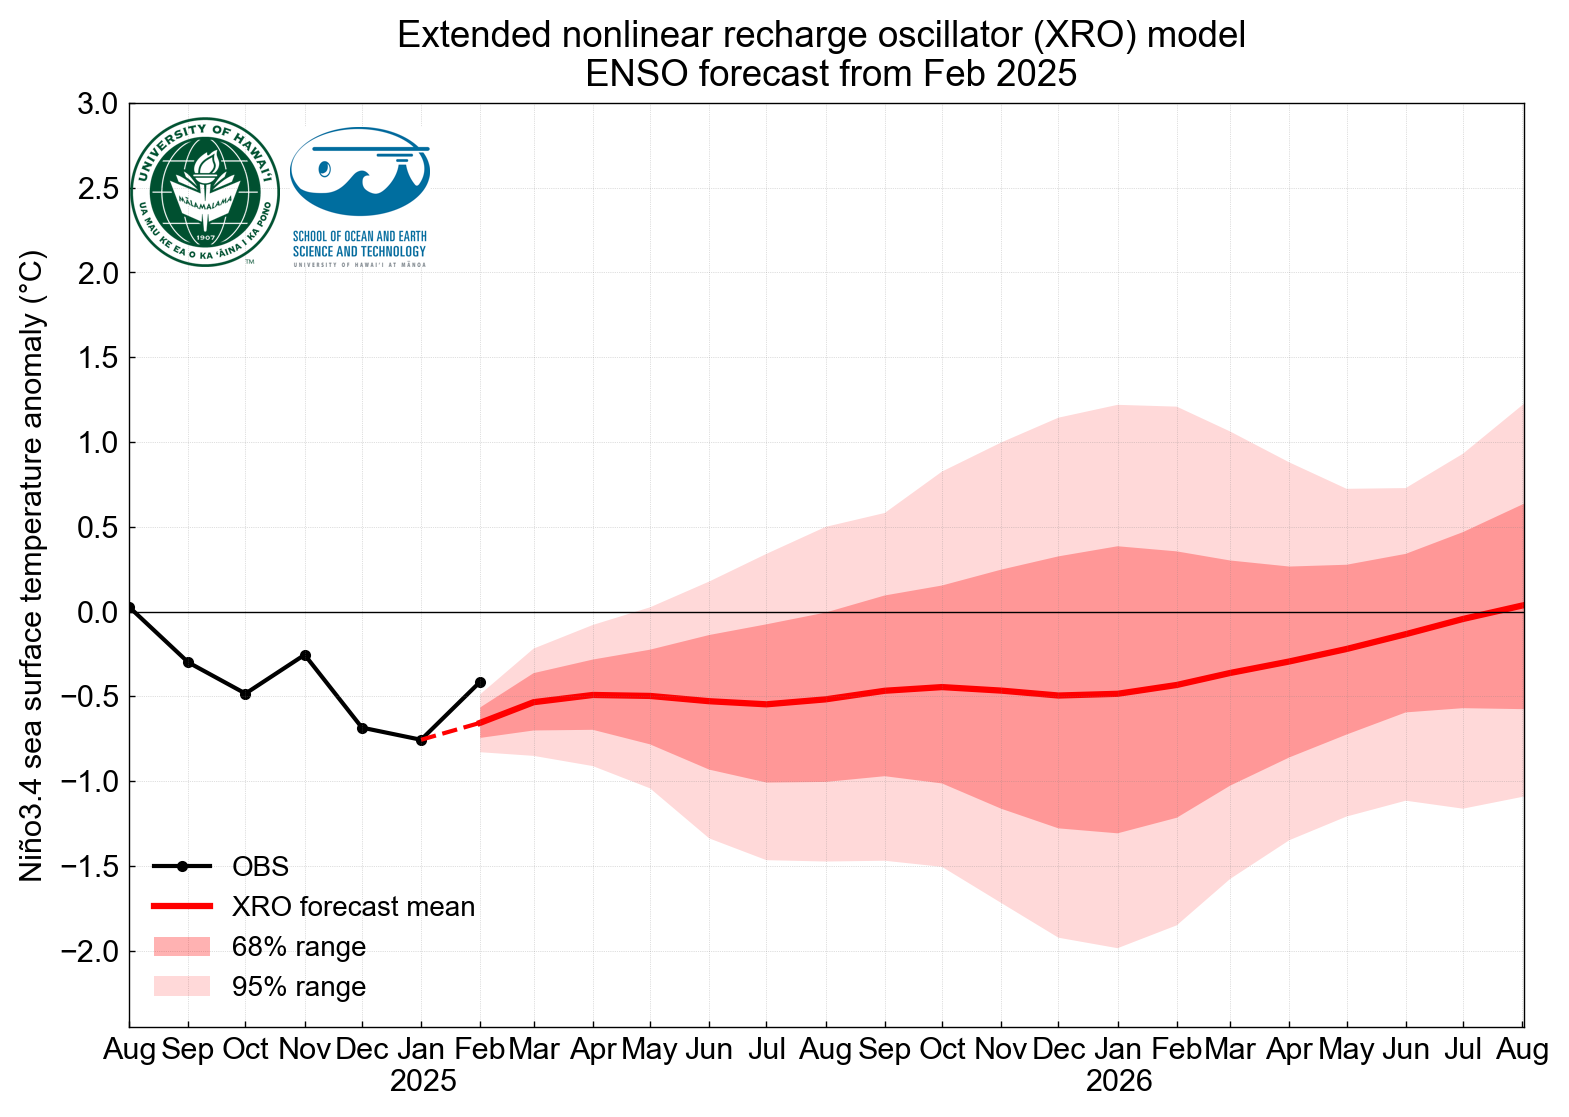 Extended nonlinear recharge oscillator (XRO) model
ENSO forecast from Feb 2025
UNIVERSITY OF HAWAIʻI
MĀLAMALAMA
1907
UA MAU KE EA O KA ʻĀINA I KA PONO
TM
SCHOOL OF OCEAN AND EARTH
SCIENCE AND TECHNOLOGY
UNIVERSITY OF HAWAIʻI AT MĀNOA
Niño3.4 sea surface temperature anomaly (°C)
3.0
2.5
2.0
1.5
1.0
0.5
0.0
−0.5
−1.0
−1.5
−2.0
OBS
XRO forecast mean
68% range
95% range
Aug Sep Oct Nov Dec Jan Feb Mar Apr May Jun Jul Aug Sep Oct Nov Dec Jan Feb Mar Apr May Jun Jul Aug
2025 2026